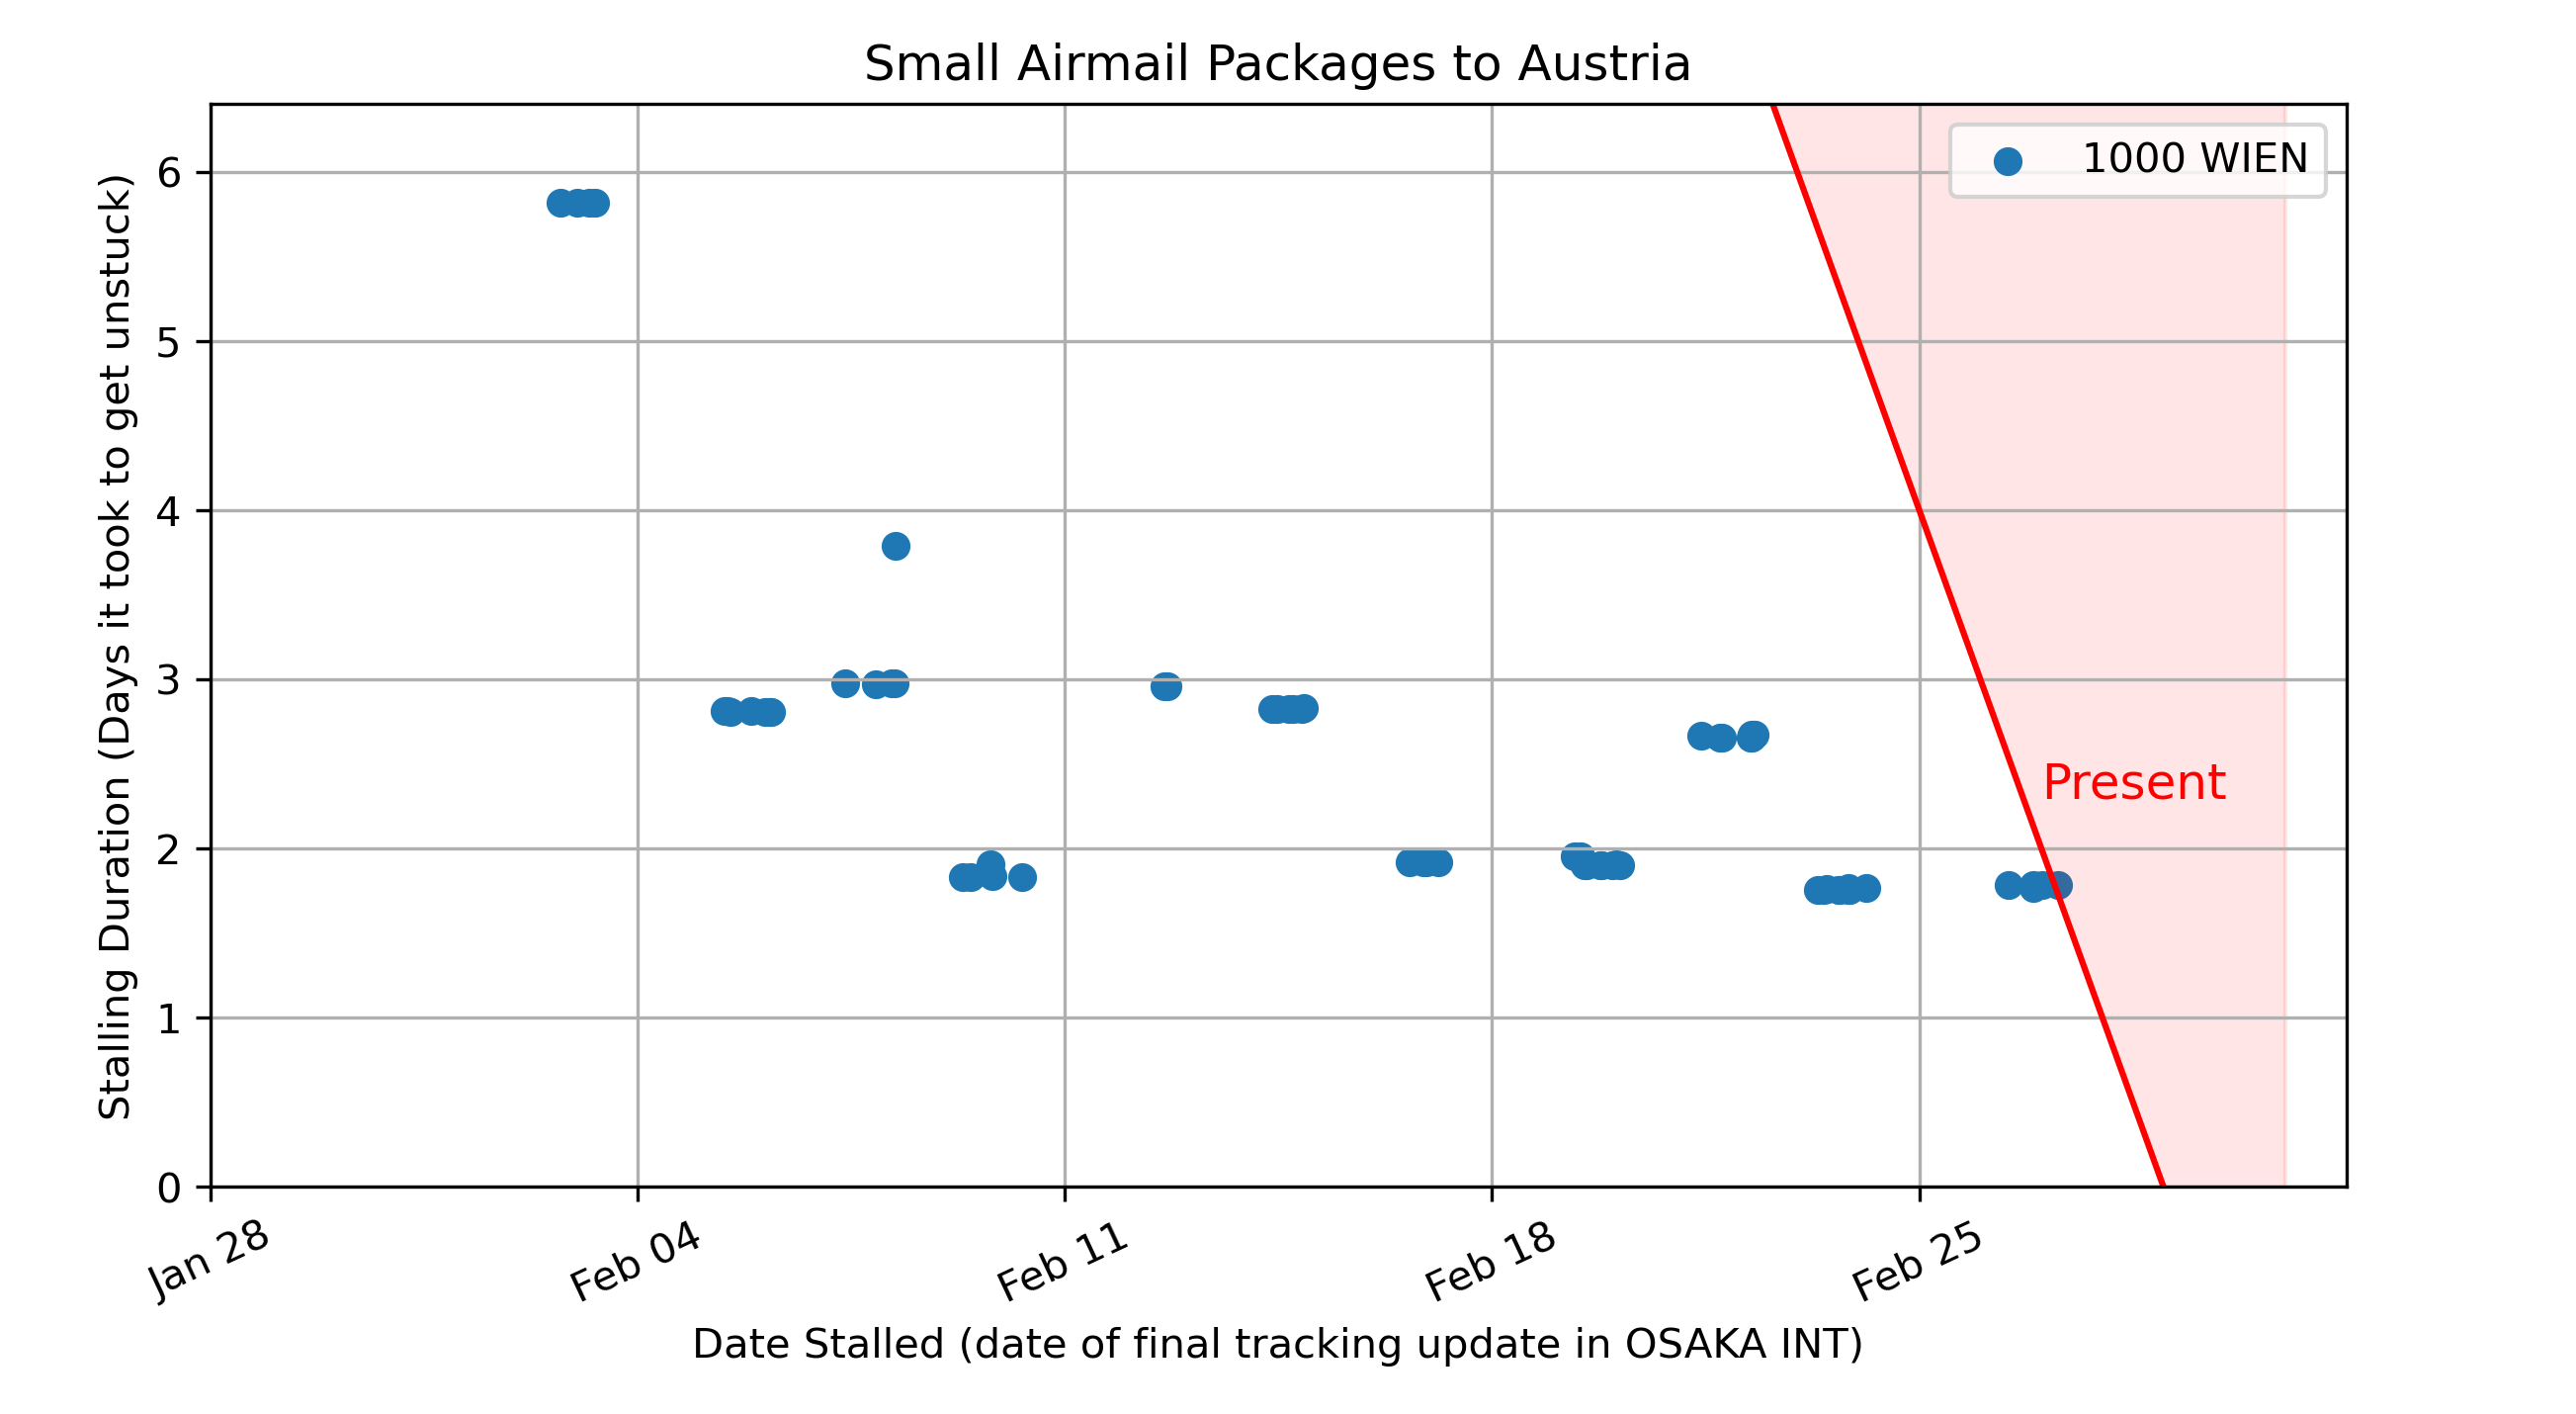 Small Airmail Packages to Austria
1000 WIEN
Stalling Duration (Days it took to get unstuck)
6
5
4
3
2
1
0
Present
Jan 28
Feb 04
Feb 11
Feb 18
Feb 25
Date Stalled (date of final tracking update in OSAKA INT)